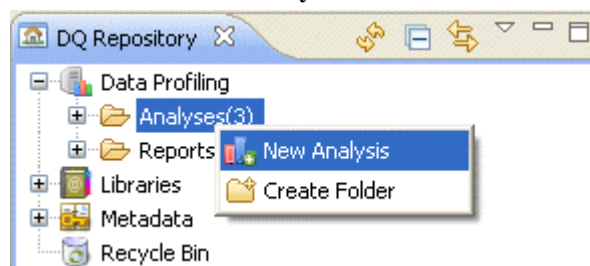 DQ Repository
Data Profiling
Analyses(3)
New Analysis
Reports
Create Folder
Libraries
Metadata
Recycle Bin